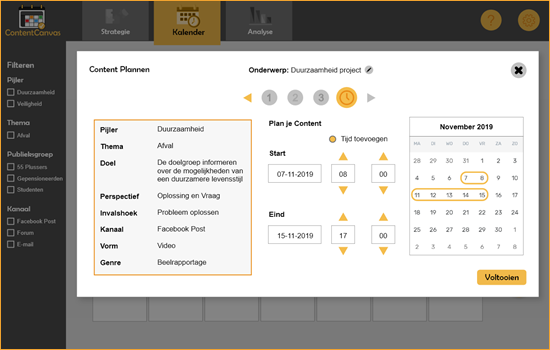 ContentCanvas
Strategie
Kalender
Analyse
?
Filteren
Pijler
Duurzaamheid
Veiligheid
Thema
Afval
Publieksgroep
55 Plussers
Gepensioneerden
Studenten
Kanaal
Facebook Post
Forum
E-mail
Content Plannen
Onderwerp: Duurzaamheid project
1 2 3
Pijler Duurzaamheid
Thema Afval
Doel De doelgroep informeren
over de mogelijkheden van
een duurzamere levensstijl
Perspectief Oplossing en Vraag
Invalshoek Probleem oplossen
Kanaal Facebook Post
Vorm Video
Genre Beelrapportage
Plan je Content
Tijd toevoegen
Start
07-11-2019 08 00
Eind
15-11-2019 17 00
November 2019
MA DI WO DO VR ZA ZO
28 29 30 31 1 2 3
4 5 6 7 8 9 10
11 12 13 14 15 16 17
18 19 20 21 22 23 24
25 26 27 28 29 30 1
2 3 4 5 6 7 8
Voltooien